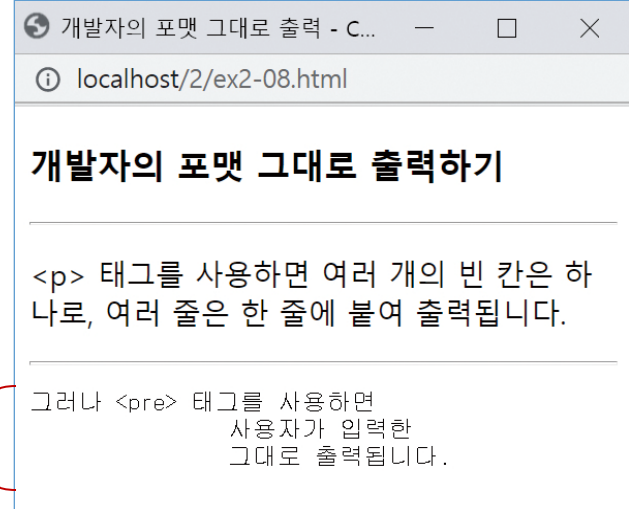 개발자의 포맷 그대로 출력 - C...
localhost/2/ex2-08.html
개발자의 포맷 그대로 출력하기
<p> 태그를 사용하면 여러 개의 빈 칸은 하
나로, 여러 줄은 한 줄에 붙여 출력됩니다.
그러나 <pre> 태그를 사용하면
사용자가 입력한
그대로 출력됩니다.